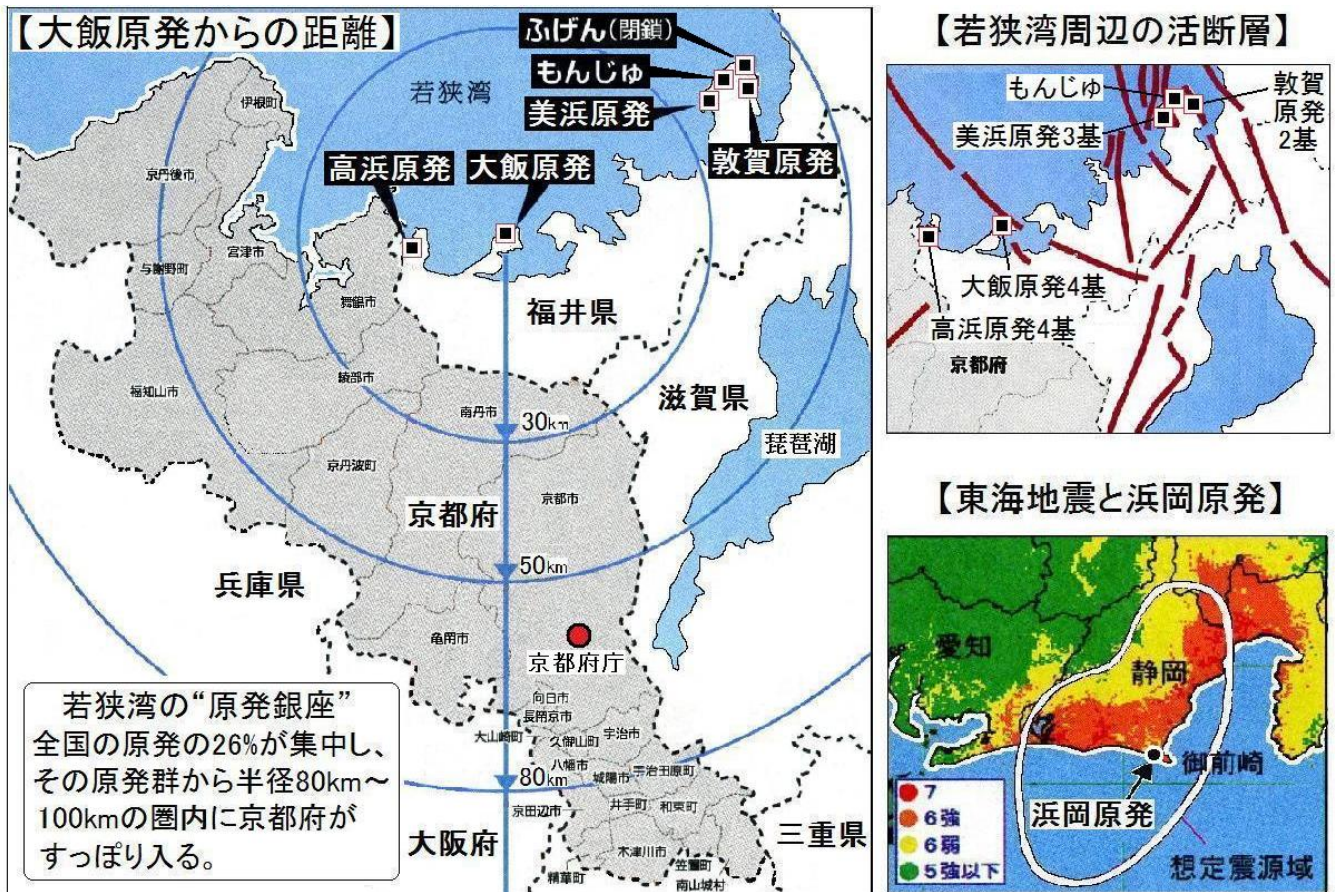 【大飯原発からの距離】
ふげん(閉鎖)
もんじゅ
美浜原発
敦賀原発
高浜原発
大飯原発
若狭湾
伊根町
京丹後市
宮津市
与謝野町
舞鶴市
福井県
綾部市
福知山市
南丹市
30km
滋賀県
琵琶湖
京丹波町
京都市
京都府
50km
兵庫県
亀岡市
京都府庁
向日市
長岡京市
大山崎町
宇治市
久御山町
八幡市
宇治田原町
城陽市
80km
京田辺市
井手町
和束町
大阪府
三重県
木津川市
笠置町
精華町
南山城村
若狭湾の“原発銀座”
全国の原発の26%が集中し、
その原発群から半径80km〜
100kmの圏内に京都府が
すっぽり入る。
【若狭湾周辺の活断層】
もんじゅ
敦賀
原発
2基
美浜原発3基
大飯原発4基
高浜原発4基
京都府
【東海地震と浜岡原発】
愛知
静岡
御前崎
浜岡原発
想定震源域
7
6強
6弱
5強以下